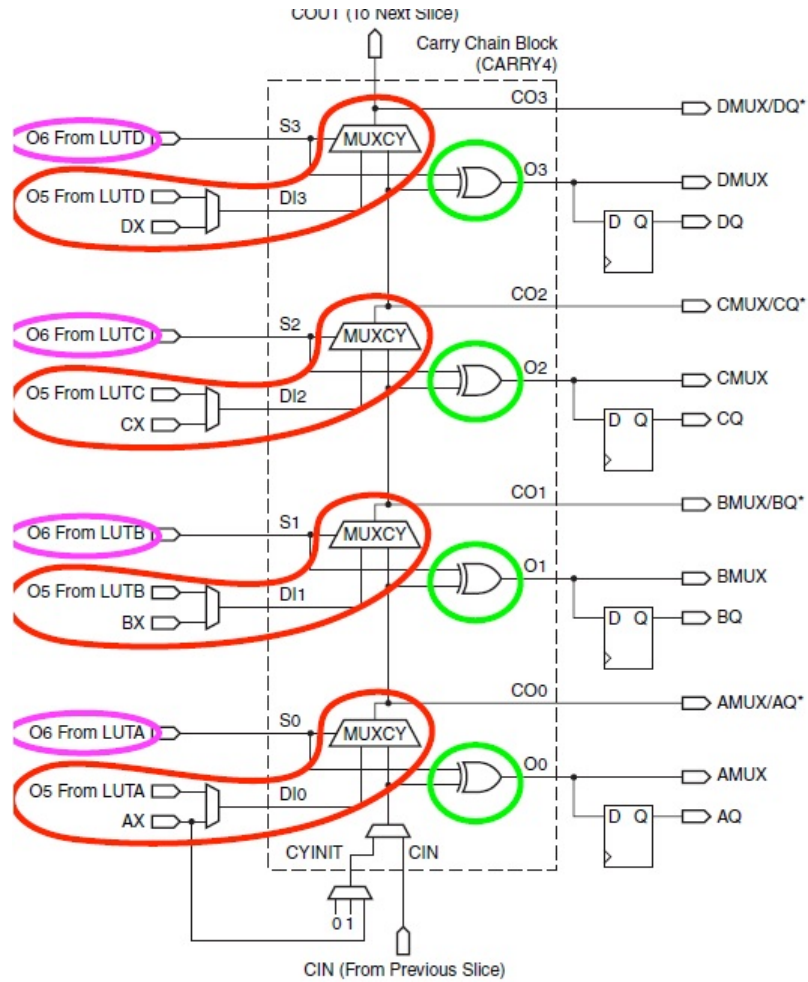 COUT (To Next Slice)
Carry Chain Block
(CARRY4)
CO3
DMUX/DQ*
O6 From LUTD
S3
MUXCY
O3
DMUX
O5 From LUTD
DI3
DX
D Q
DQ
CO2
CMUX/CQ*
O6 From LUTC
S2
MUXCY
O2
CMUX
O5 From LUTC
DI2
CX
D Q
CQ
CO1
BMUX/BQ*
O6 From LUTB
S1
MUXCY
O1
BMUX
O5 From LUTB
DI1
BX
D Q
BQ
CO0
AMUX/AQ*
O6 From LUTA
S0
MUXCY
O0
AMUX
O5 From LUTA
DI0
AX
D Q
AQ
CYINIT
CIN
0 1
CIN (From Previous Slice)